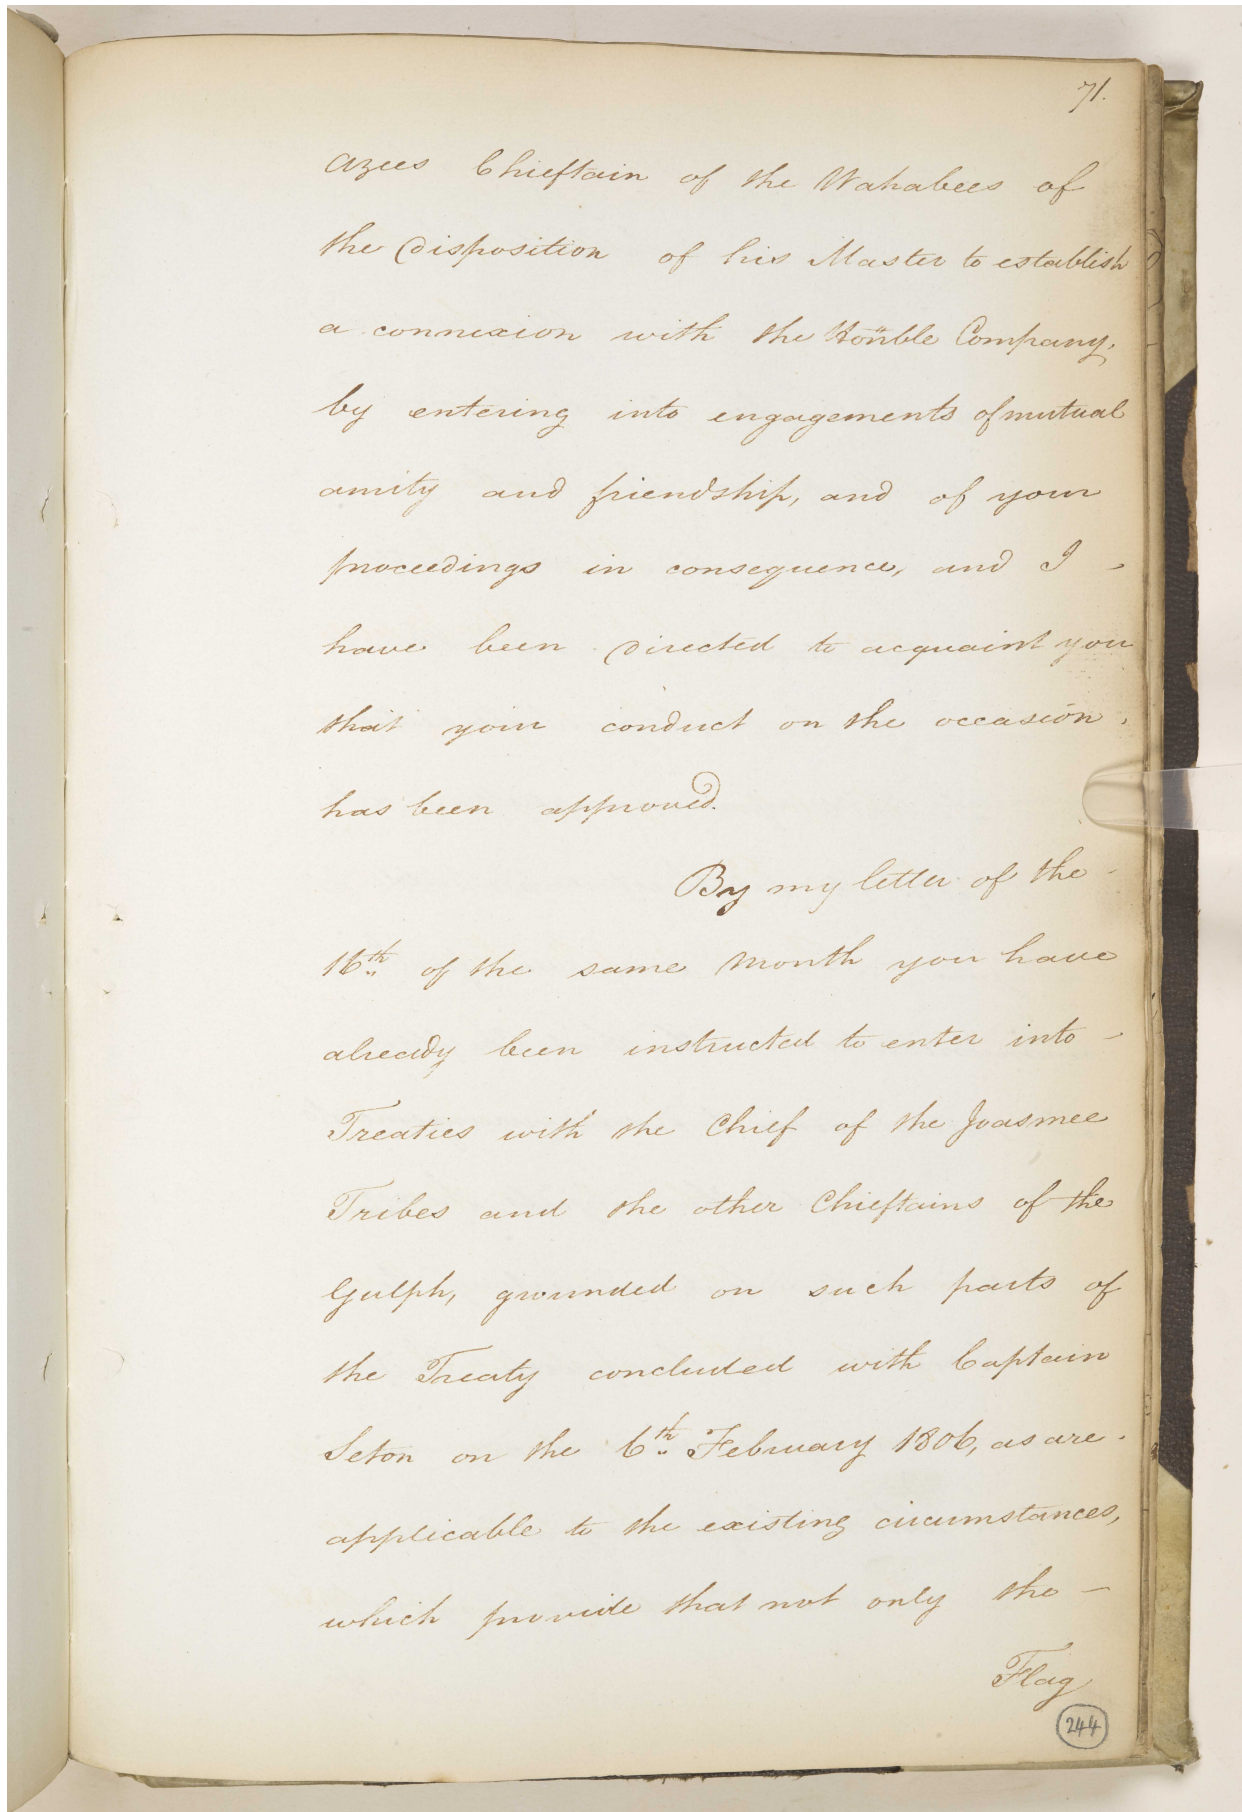 71.
azees Chieftain of the Wahabees of
the disposition of his Master to establish
a connexion with the Honble Company,
by entering into engagements of mutual
amity and friendship, and of your
proceedings in consequence, and I -
have been directed to acquaint you
that your conduct on the occasion,
has been approved.
By my letter of the -
16th of the same month you have
already been instructed to enter into -
Treaties with the Chief of the Joasmee
Tribes and the other Chieftains of the
Gulph, grounded on such parts of
the Treaty concluded with Captain
Seton on the 6th February 1806, as are.
applicable to the existing circumstances,
which provide that not only the -
Flag
244